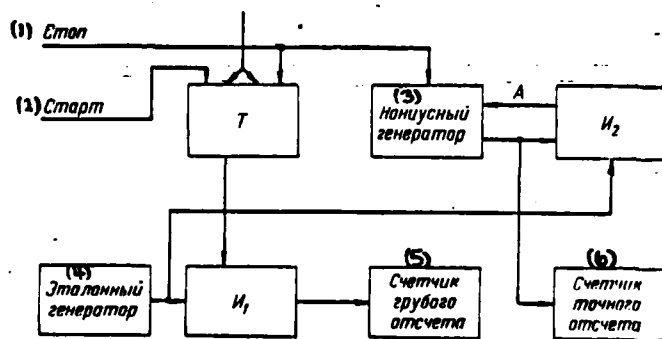 (1) Стоп
(2) Старт
Т
(3)
Нониусный
генератор
А
И₂
(4)
Эталонный
генератор
И₁
(5)
Счетчик
грубого
отсчета
(6)
Счетчик
точного
отсчета